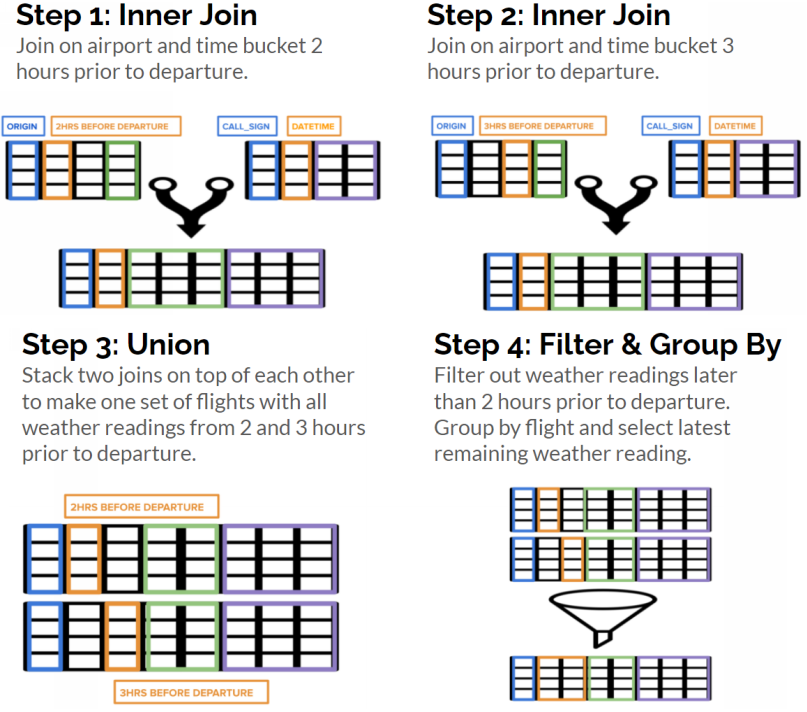 Step 1: Inner Join
Join on airport and time bucket 2
hours prior to departure.
ORIGIN
2HRS BEFORE DEPARTURE
CALL_SIGN
DATETIME
Step 2: Inner Join
Join on airport and time bucket 3
hours prior to departure.
ORIGIN
3HRS BEFORE DEPARTURE
CALL_SIGN
DATETIME
Step 3: Union
Stack two joins on top of each other
to make one set of flights with all
weather readings from 2 and 3 hours
prior to departure.
2HRS BEFORE DEPARTURE
3HRS BEFORE DEPARTURE
Step 4: Filter & Group By
Filter out weather readings later
than 2 hours prior to departure.
Group by flight and select latest
remaining weather reading.